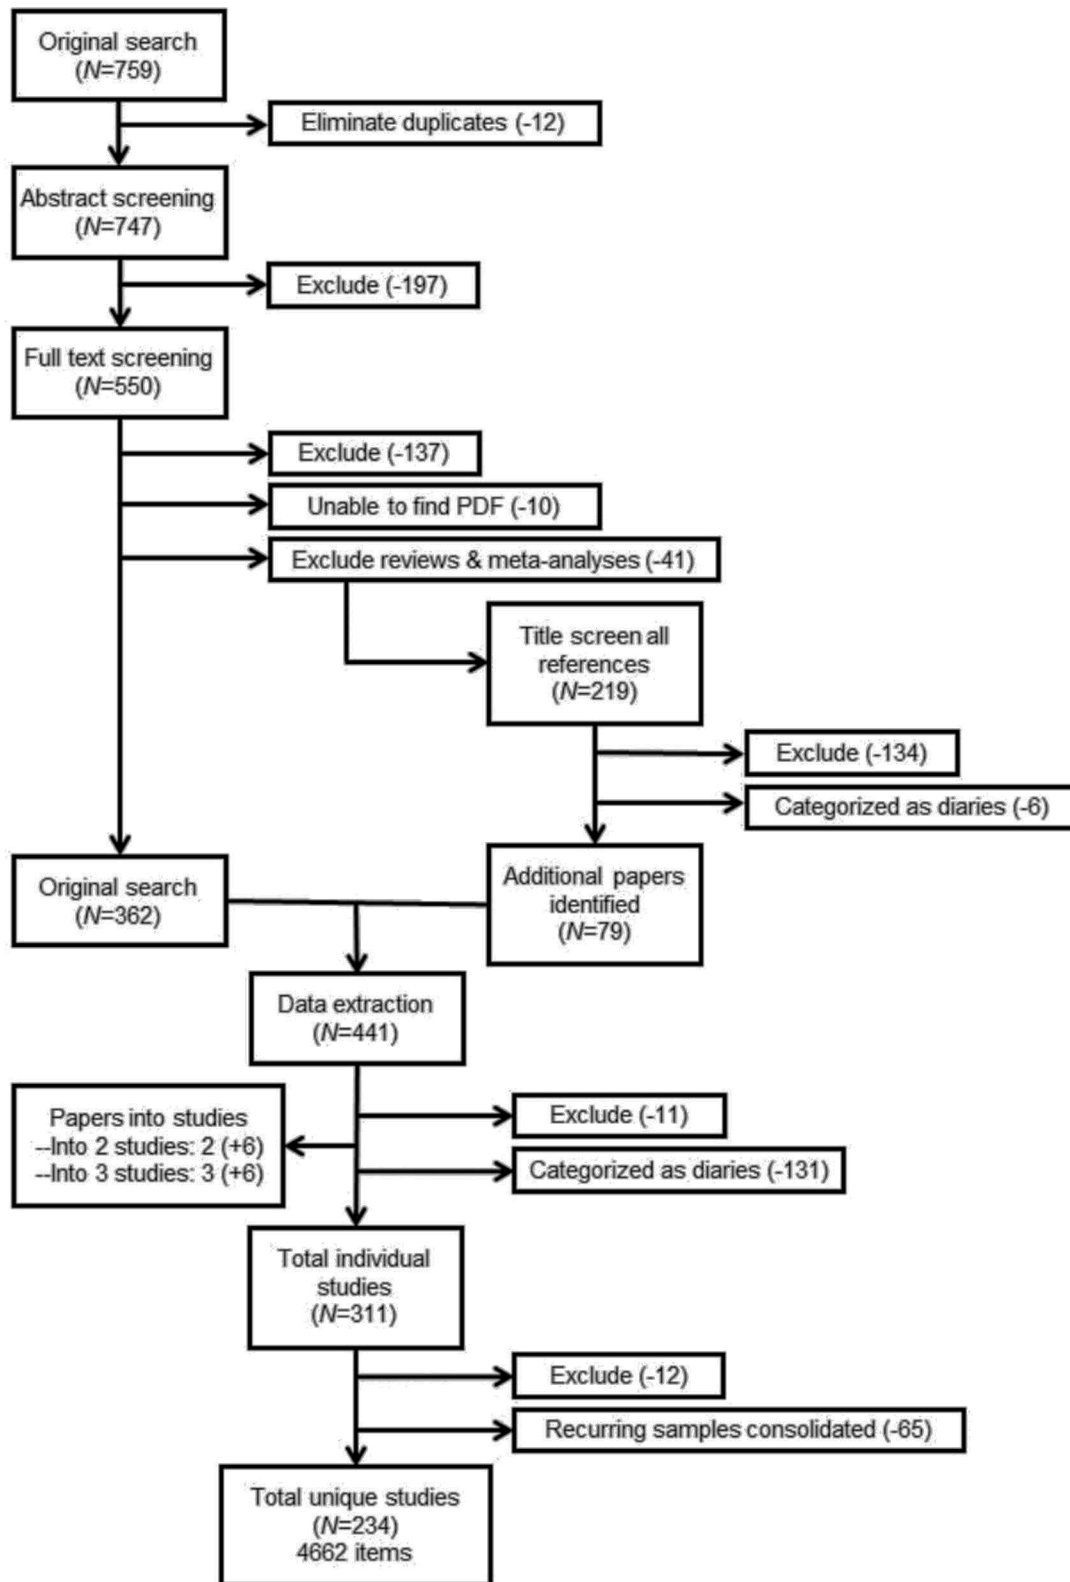 Original search
(N=759)
Eliminate duplicates (-12)
Abstract screening
(N=747)
Exclude (-197)
Full text screening
(N=550)
Exclude (-137)
Unable to find PDF (-10)
Exclude reviews & meta-analyses (-41)
Title screen all
references
(N=219)
Exclude (-134)
Categorized as diaries (-6)
Original search
(N=362)
Additional papers
identified
(N=79)
Data extraction
(N=441)
Papers into studies
--Into 2 studies: 2 (+6)
--Into 3 studies: 3 (+6)
Exclude (-11)
Categorized as diaries (-131)
Total individual
studies
(N=311)
Exclude (-12)
Recurring samples consolidated (-65)
Total unique studies
(N=234)
4662 items